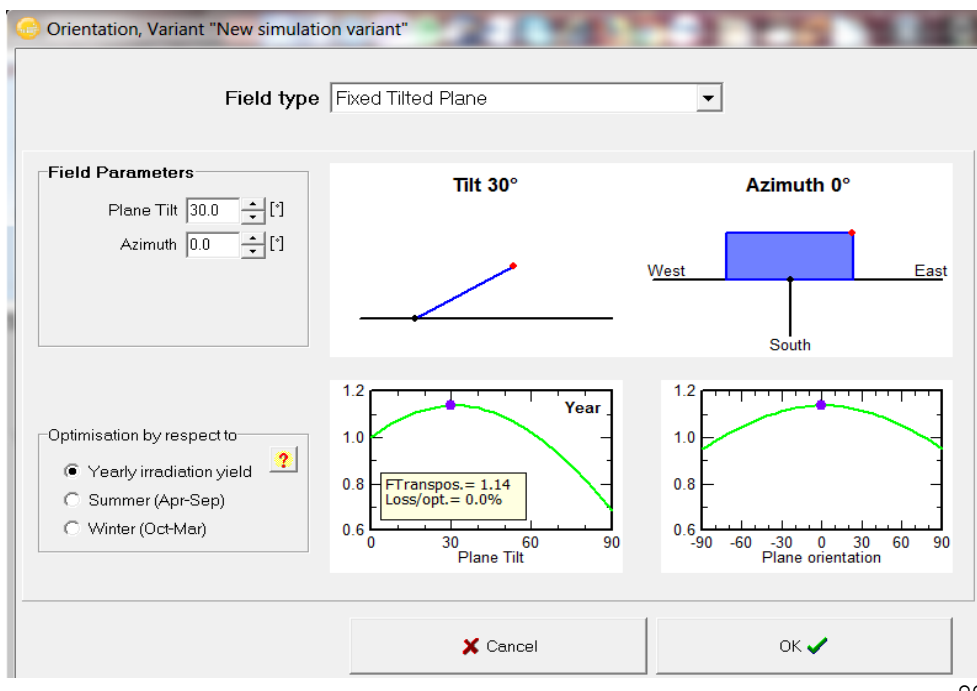 Orientation, Variant "New simulation variant"
Field type Fixed Tilted Plane
Field Parameters
Plane Tilt 30.0 [°]
Azimuth 0.0 [°]
Tilt 30°
Azimuth 0°
West East
South
Optimisation by respect to
Yearly irradiation yield ?
Summer (Apr-Sep)
Winter (Oct-Mar)
1.2
1.0
0.8
0.6
Year
FTranspos.= 1.14
Loss/opt.= 0.0%
0 30 60 90
Plane Tilt
1.2
1.0
0.8
0.6
-90 -60 -30 0 30 60 90
Plane orientation
Cancel
OK